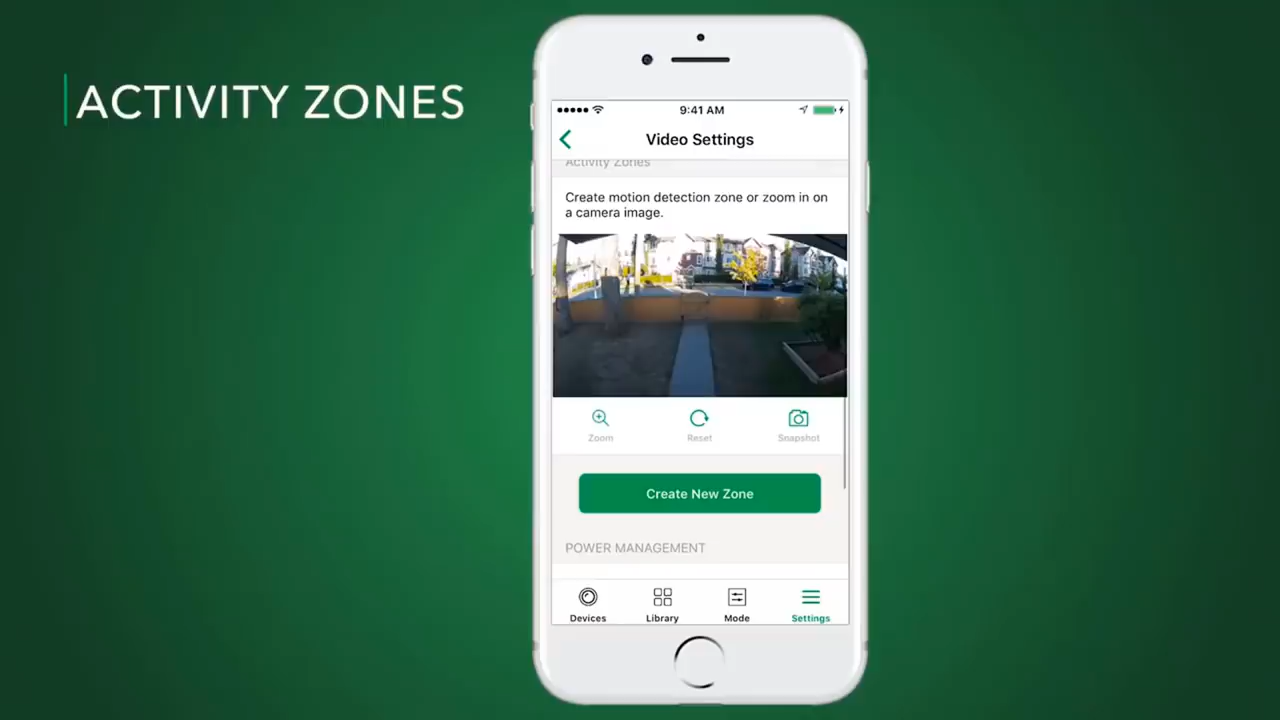 ACTIVITY ZONES
9:41 AM
Video Settings
Activity Zones
Create motion detection zone or zoom in on
a camera image.
Zoom
Reset
Snapshot
Create New Zone
POWER MANAGEMENT
Devices
Library
Mode
Settings